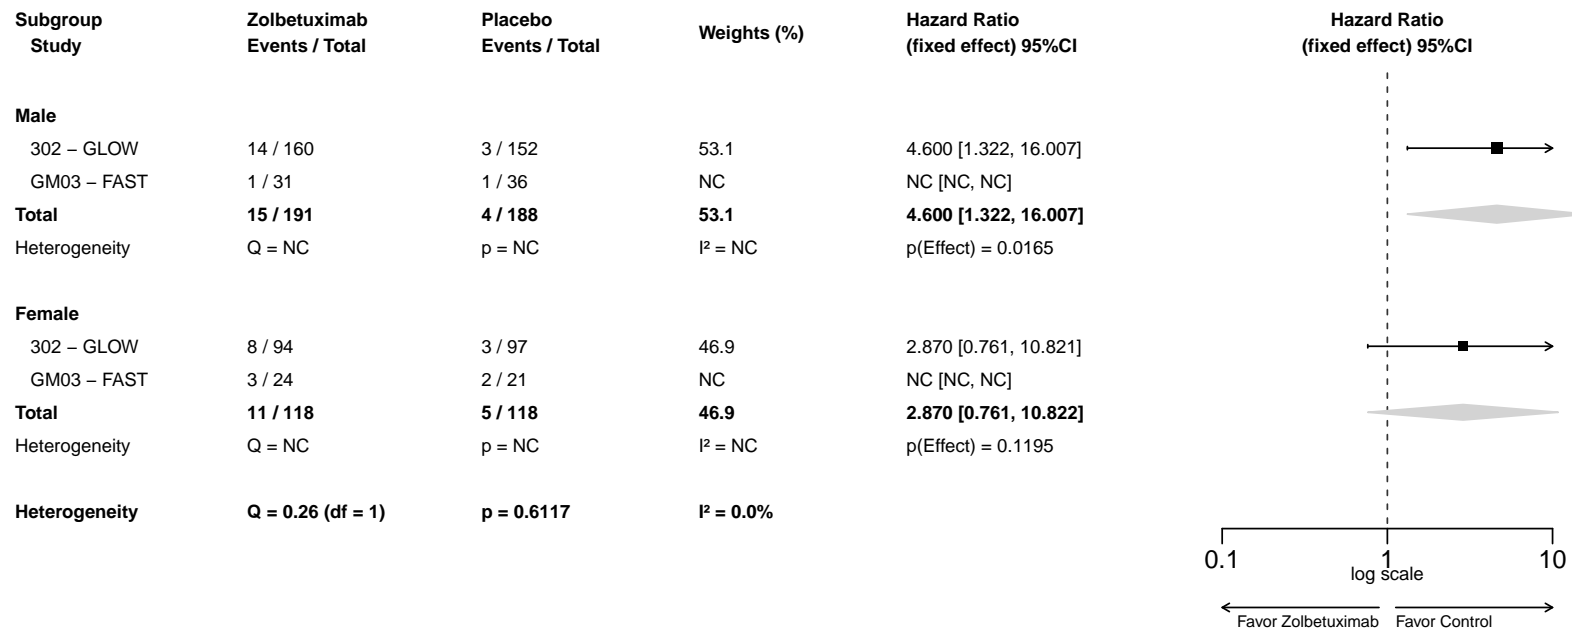 Subgroup Zolbetuximab Placebo Weights (%) Hazard Ratio Hazard Ratio
Study Events / Total Events / Total (fixed effect) 95%CI (fixed effect) 95%CI
Male
302 – GLOW 14 / 160 3 / 152 53.1 4.600 [1.322, 16.007]
GM03 – FAST 1 / 31 1 / 36 NC NC [NC, NC]
Total 15 / 191 4 / 188 53.1 4.600 [1.322, 16.007]
Heterogeneity Q = NC p = NC I² = NC p(Effect) = 0.0165
Female
302 – GLOW 8 / 94 3 / 97 46.9 2.870 [0.761, 10.821]
GM03 – FAST 3 / 24 2 / 21 NC NC [NC, NC]
Total 11 / 118 5 / 118 46.9 2.870 [0.761, 10.822]
Heterogeneity Q = NC p = NC I² = NC p(Effect) = 0.1195
Heterogeneity Q = 0.26 (df = 1) p = 0.6117 I² = 0.0%
0.1 1 10
log scale
Favor Zolbetuximab Favor Control